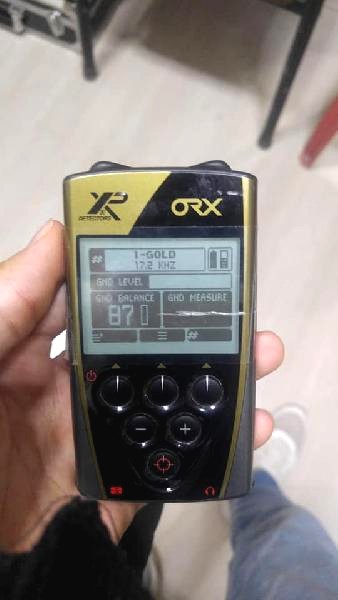 XP
DETECTORS
ORX
# 1-GOLD
17.2 KHZ
GND LEVEL
GND BALANCE
GND MEASURE
87
#
- +